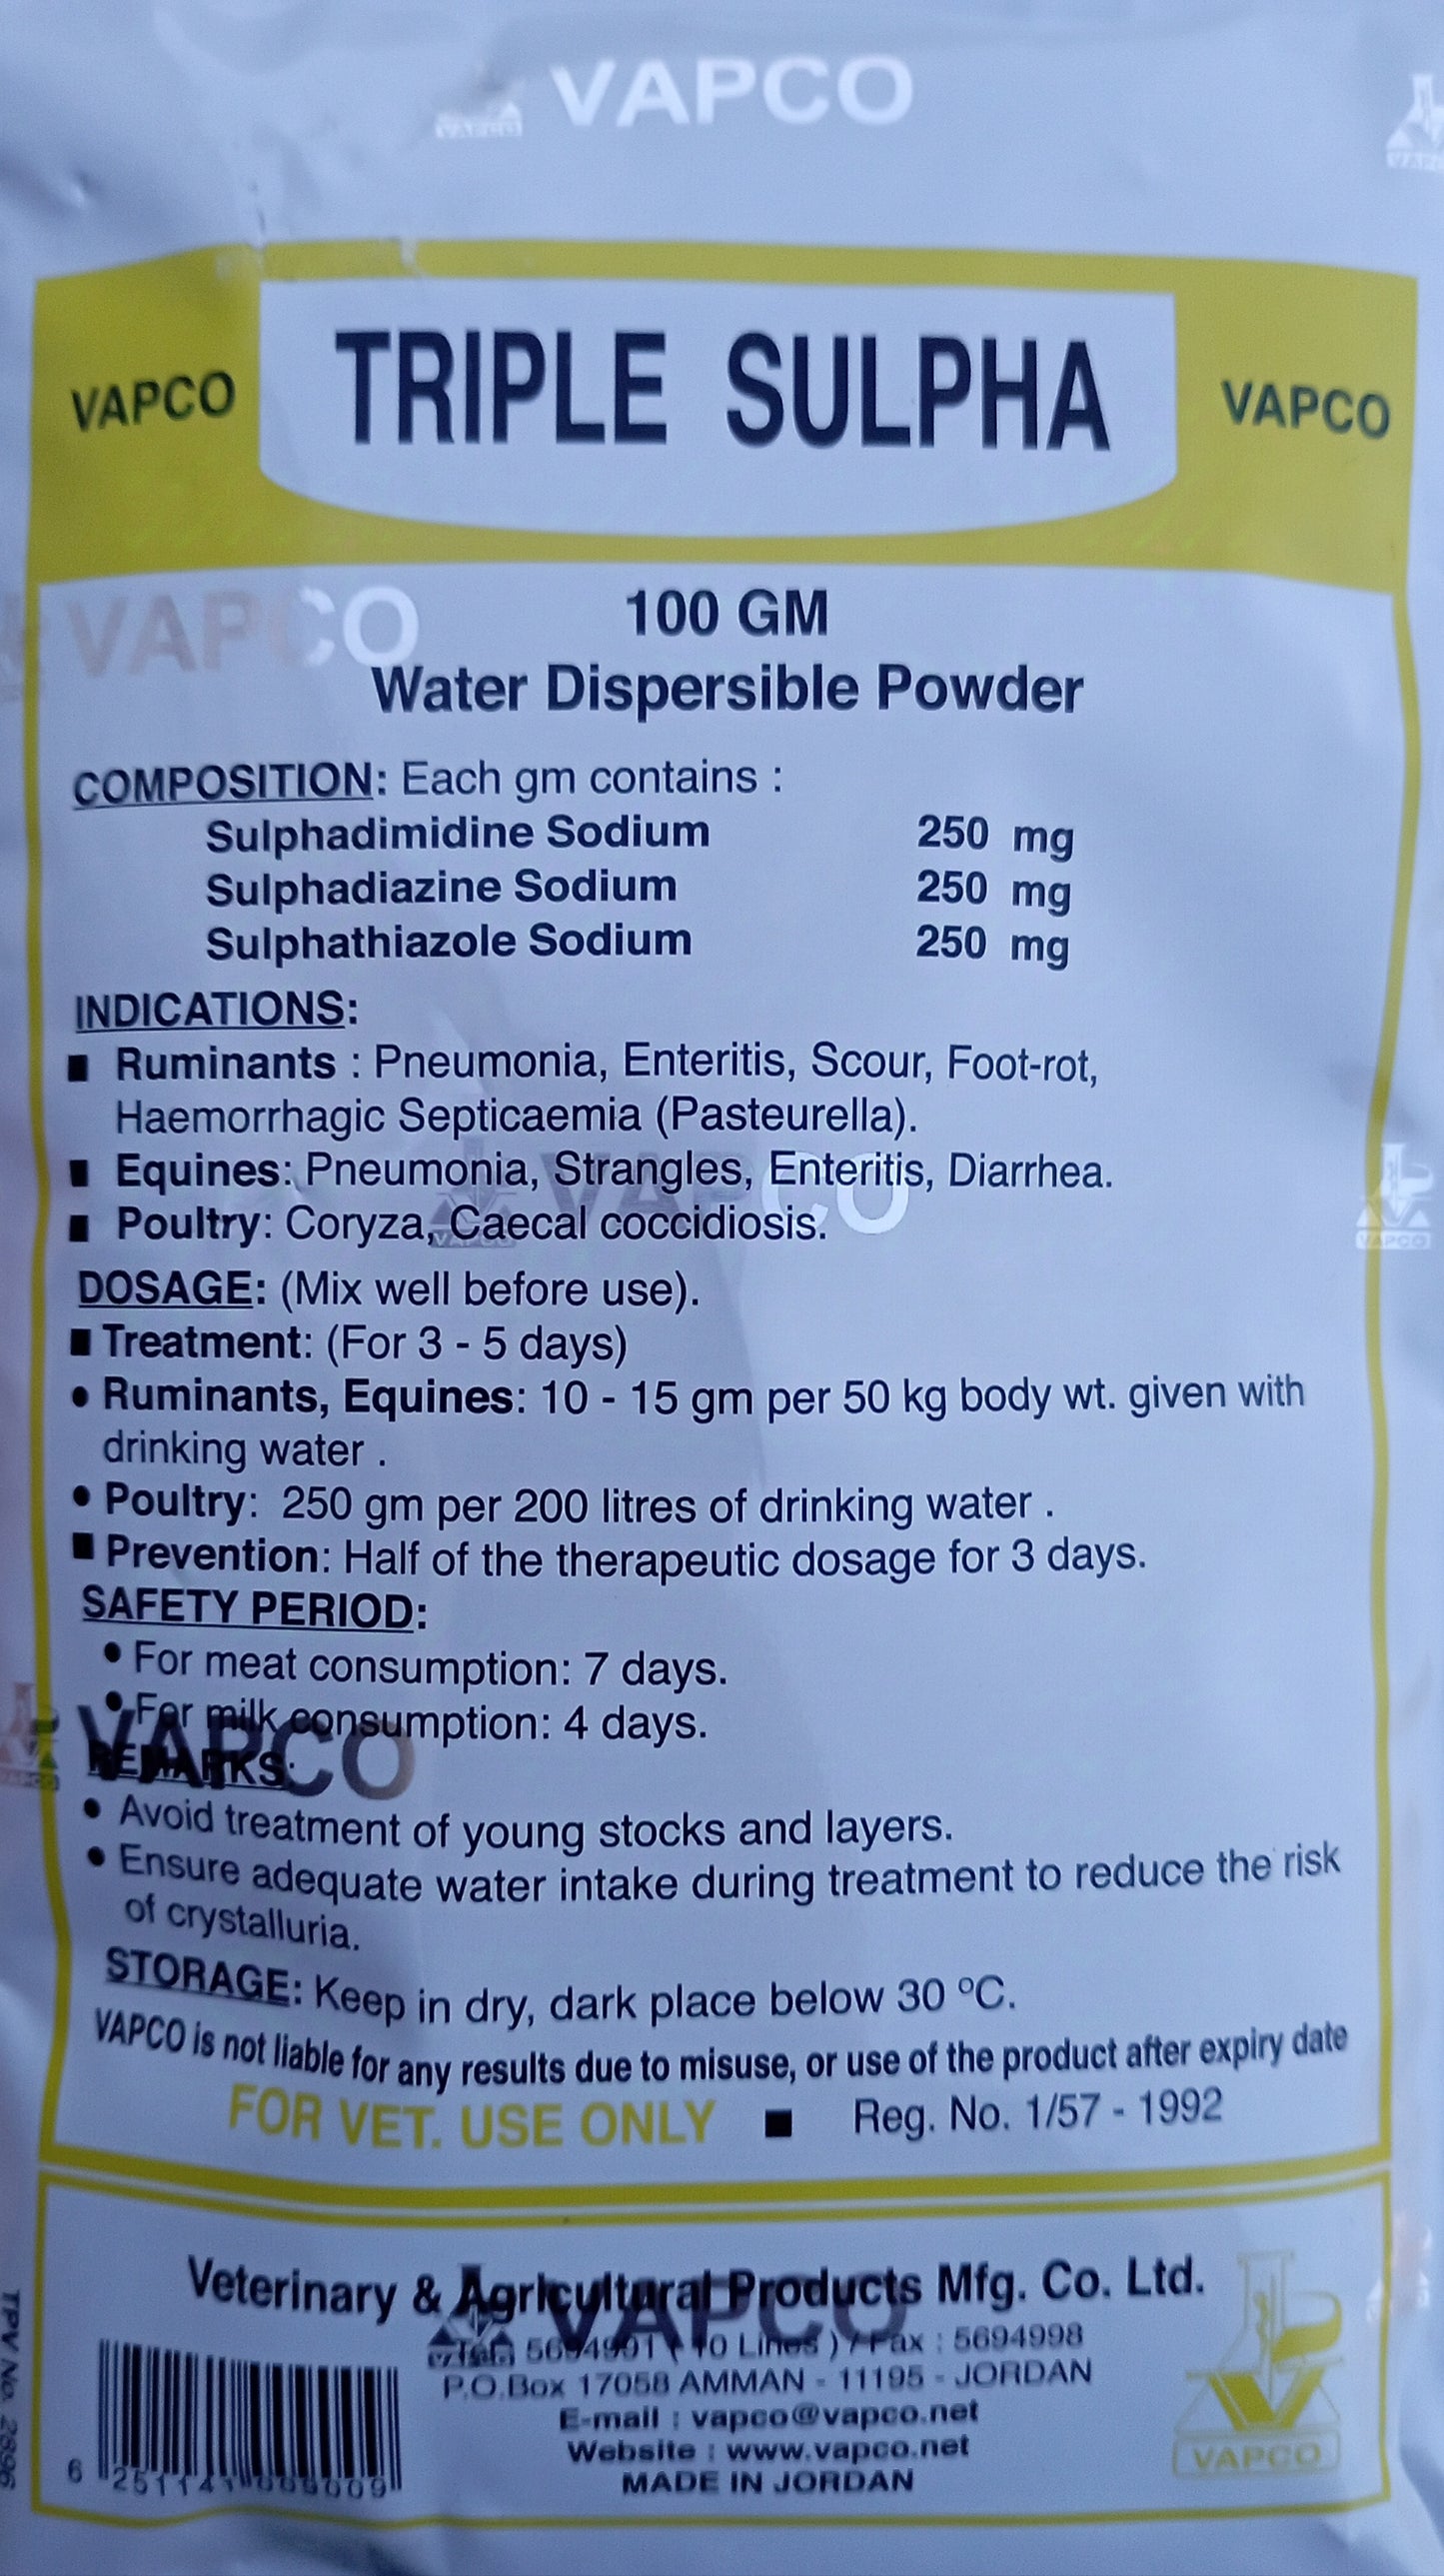 VAPCO
VAPCO TRIPLE SULPHA VAPCO
100 GM
Water Dispersible Powder
COMPOSITION: Each gm contains :
Sulphadimidine Sodium 250 mg
Sulphadiazine Sodium 250 mg
Sulphathiazole Sodium 250 mg
INDICATIONS:
■ Ruminants : Pneumonia, Enteritis, Scour, Foot-rot,
Haemorrhagic Septicaemia (Pasteurella).
■ Equines: Pneumonia, Strangles, Enteritis, Diarrhea.
■ Poultry: Coryza, Caecal coccidiosis.
DOSAGE: (Mix well before use).
■ Treatment: (For 3 - 5 days)
• Ruminants, Equines: 10 - 15 gm per 50 kg body wt. given with
drinking water .
• Poultry: 250 gm per 200 litres of drinking water .
■ Prevention: Half of the therapeutic dosage for 3 days.
SAFETY PERIOD:
• For meat consumption: 7 days.
• For milk consumption: 4 days.
REMARKS:
• Avoid treatment of young stocks and layers.
• Ensure adequate water intake during treatment to reduce the risk
of crystalluria.
STORAGE: Keep in dry, dark place below 30 °C.
VAPCO is not liable for any results due to misuse, or use of the product after expiry date
FOR VET. USE ONLY ■ Reg. No. 1/57 - 1992
Veterinary & Agricultural Products Mfg. Co. Ltd.
Tel: 5694991 ( 10 Lines ) / Fax : 5694998
P.O.Box 17058 AMMAN - 11195 - JORDAN
E-mail : vapco@vapco.net
Website : www.vapco.net
MADE IN JORDAN
VAPCO
TPV No. 2896